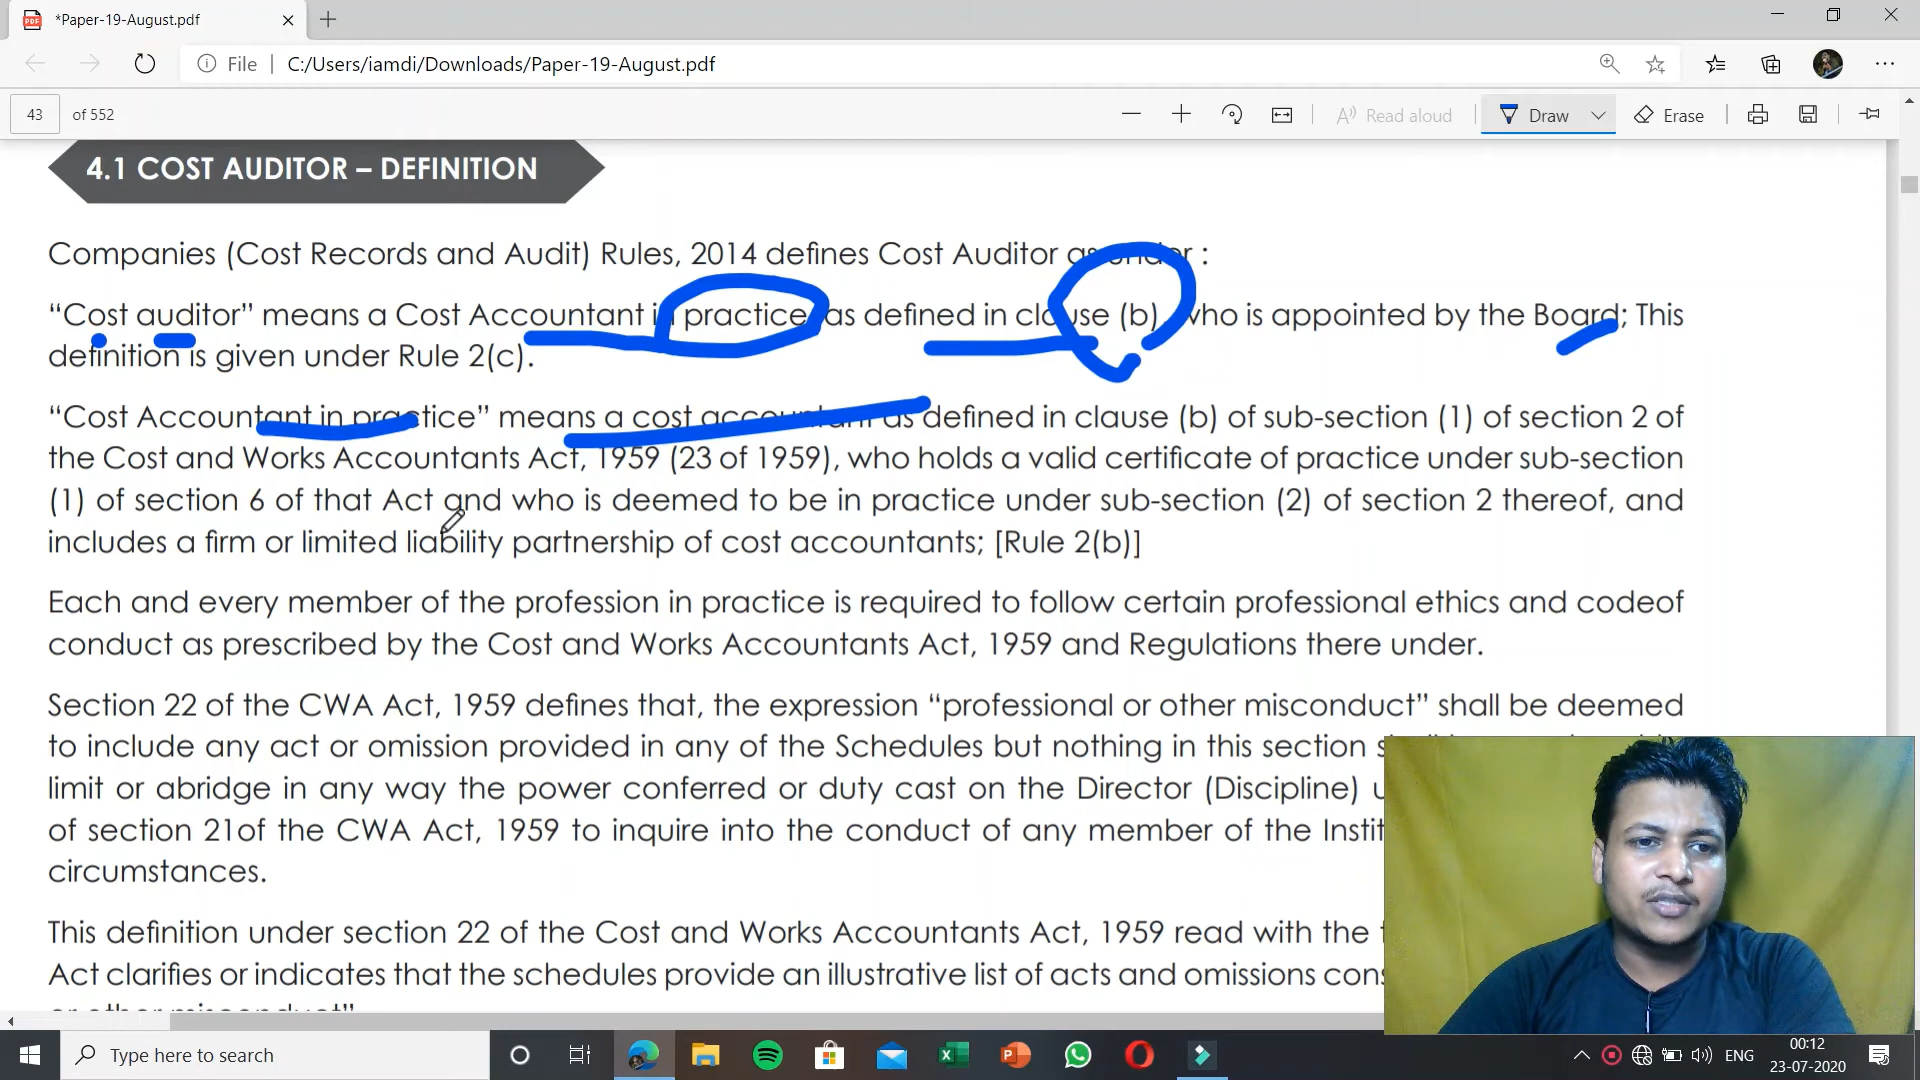 *Paper-19-August.pdf
File
C:/Users/iamdi/Downloads/Paper-19-August.pdf
43 of 552
Read aloud
Draw
Erase
4.1 COST AUDITOR – DEFINITION
Companies (Cost Records and Audit) Rules, 2014 defines Cost Auditor as under :
“Cost auditor” means a Cost Accountant in practice, as defined in clause (b), who is appointed by the Board; This
definition is given under Rule 2(c).
“Cost Accountant in practice” means a cost accountant as defined in clause (b) of sub-section (1) of section 2 of
the Cost and Works Accountants Act, 1959 (23 of 1959), who holds a valid certificate of practice under sub-section
(1) of section 6 of that Act and who is deemed to be in practice under sub-section (2) of section 2 thereof, and
includes a firm or limited liability partnership of cost accountants; [Rule 2(b)]
Each and every member of the profession in practice is required to follow certain professional ethics and codeof
conduct as prescribed by the Cost and Works Accountants Act, 1959 and Regulations there under.
Section 22 of the CWA Act, 1959 defines that, the expression “professional or other misconduct” shall be deemed
to include any act or omission provided in any of the Schedules but nothing in this section
limit or abridge in any way the power conferred or duty cast on the Director (Discipline)
of section 21of the CWA Act, 1959 to inquire into the conduct of any member of the
circumstances.
This definition under section 22 of the Cost and Works Accountants Act, 1959 read with the
Act clarifies or indicates that the schedules provide an illustrative list of acts and omissions
or other misconduct”
Type here to search
ENG
00:12
23-07-2020